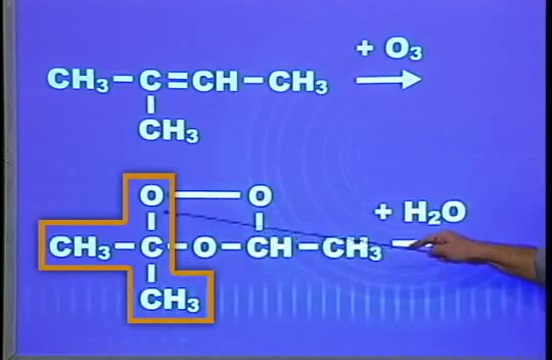 + O₃
CH₃–C=CH–CH₃
CH₃
O O
+ H₂O
CH₃–C–O–CH–CH₃
CH₃